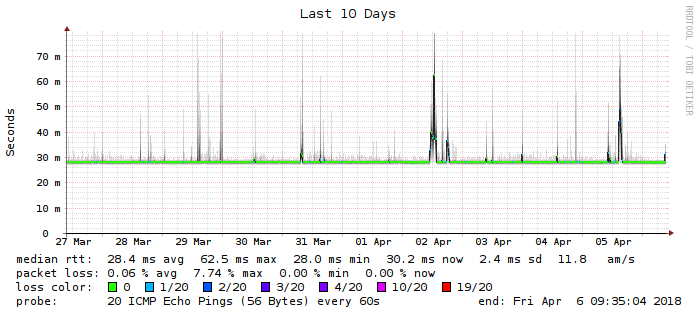 Last 10 Days
RRDTOOL / TOBI OETIKER
Seconds
70 m
60 m
50 m
40 m
30 m
20 m
10 m
0
27 Mar 28 Mar 29 Mar 30 Mar 31 Mar 01 Apr 02 Apr 03 Apr 04 Apr 05 Apr
median rtt: 28.4 ms avg 62.5 ms max 28.0 ms min 30.2 ms now 2.4 ms sd 11.8 am/s
packet loss: 0.06 % avg 7.74 % max 0.00 % min 0.00 % now
loss color: 0 1/20 2/20 3/20 4/20 10/20 19/20
probe: 20 ICMP Echo Pings (56 Bytes) every 60s end: Fri Apr 6 09:35:04 2018